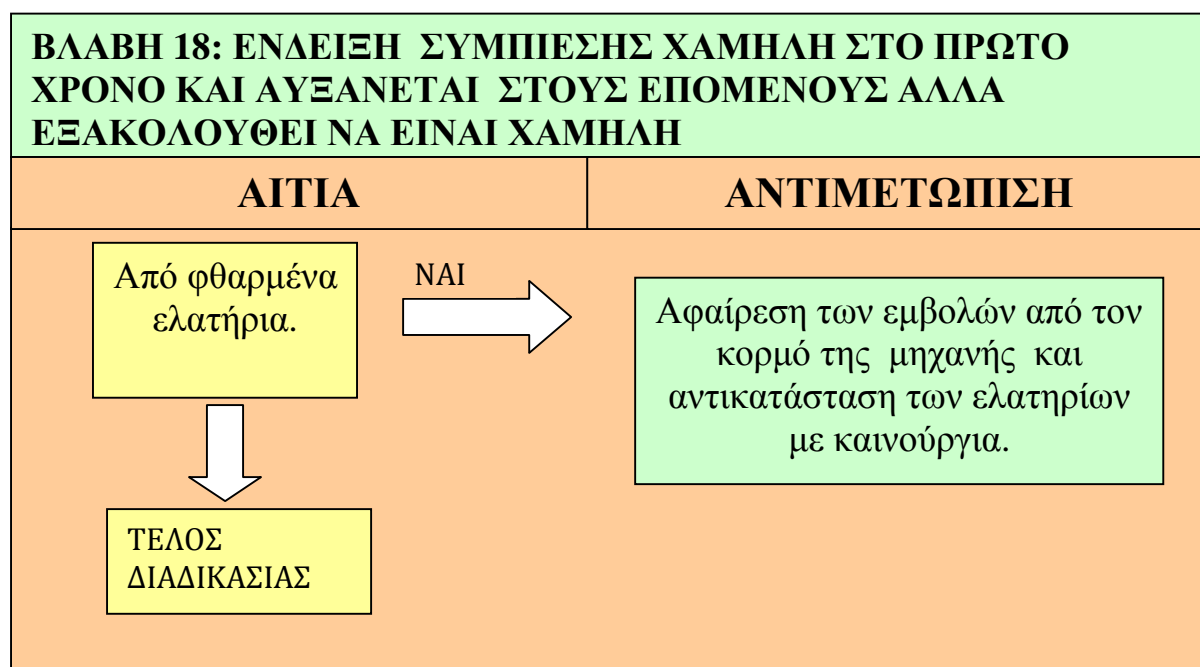 ΒΛΑΒΗ 18: ΕΝΔΕΙΞΗ ΣΥΜΠΙΕΣΗΣ ΧΑΜΗΛΗ ΣΤΟ ΠΡΩΤΟ
ΧΡΟΝΟ ΚΑΙ ΑΥΞΑΝΕΤΑΙ ΣΤΟΥΣ ΕΠΟΜΕΝΟΥΣ ΑΛΛΑ
ΕΞΑΚΟΛΟΥΘΕΙ ΝΑ ΕΙΝΑΙ ΧΑΜΗΛΗ
ΑΙΤΙΑ
ΑΝΤΙΜΕΤΩΠΙΣΗ
Από φθαρμένα
ελατήρια.
ΝΑΙ
Αφαίρεση των εμβολών από τον
κορμό της μηχανής και
αντικατάσταση των ελατηρίων
με καινούργια.
ΤΕΛΟΣ
ΔΙΑΔΙΚΑΣΙΑΣ